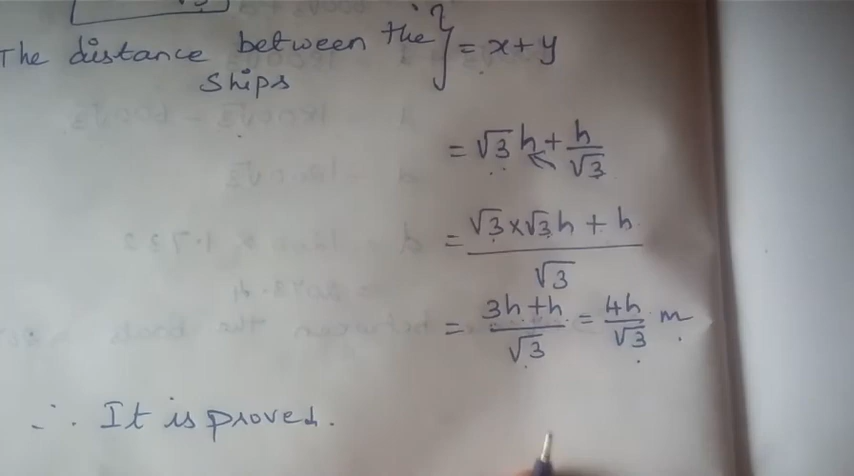 The distance between the } = x + y
ships
= √3 h + h/√3
= (√3 × √3 h + h)/√3
= (3h + h)/√3 = 4h/√3 m
∴ It is proved.